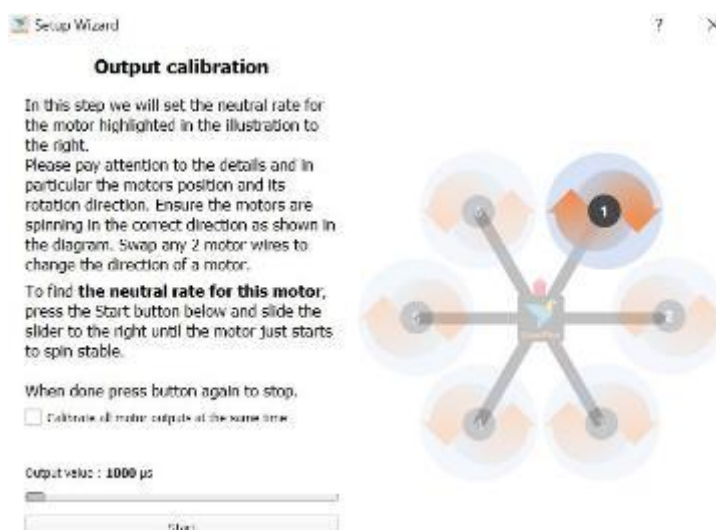 Setup Wizard
?
Output calibration
In this step we will set the neutral rate for
the motor highlighted in the illustration to
the right.
Please pay attention to the details and in
particular the motors position and its
rotation direction. Ensure the motors are
spinning in the correct direction as shown in
the diagram. Swap any 2 motor wires to
change the direction of a motor.
To find the neutral rate for this motor,
press the Start button below and slide the
slider to the right until the motor just starts
to spin stable.
When done press button again to stop.
Calibrate all motor outputs at the same time
Output value : 1000 µs
Start
1
2